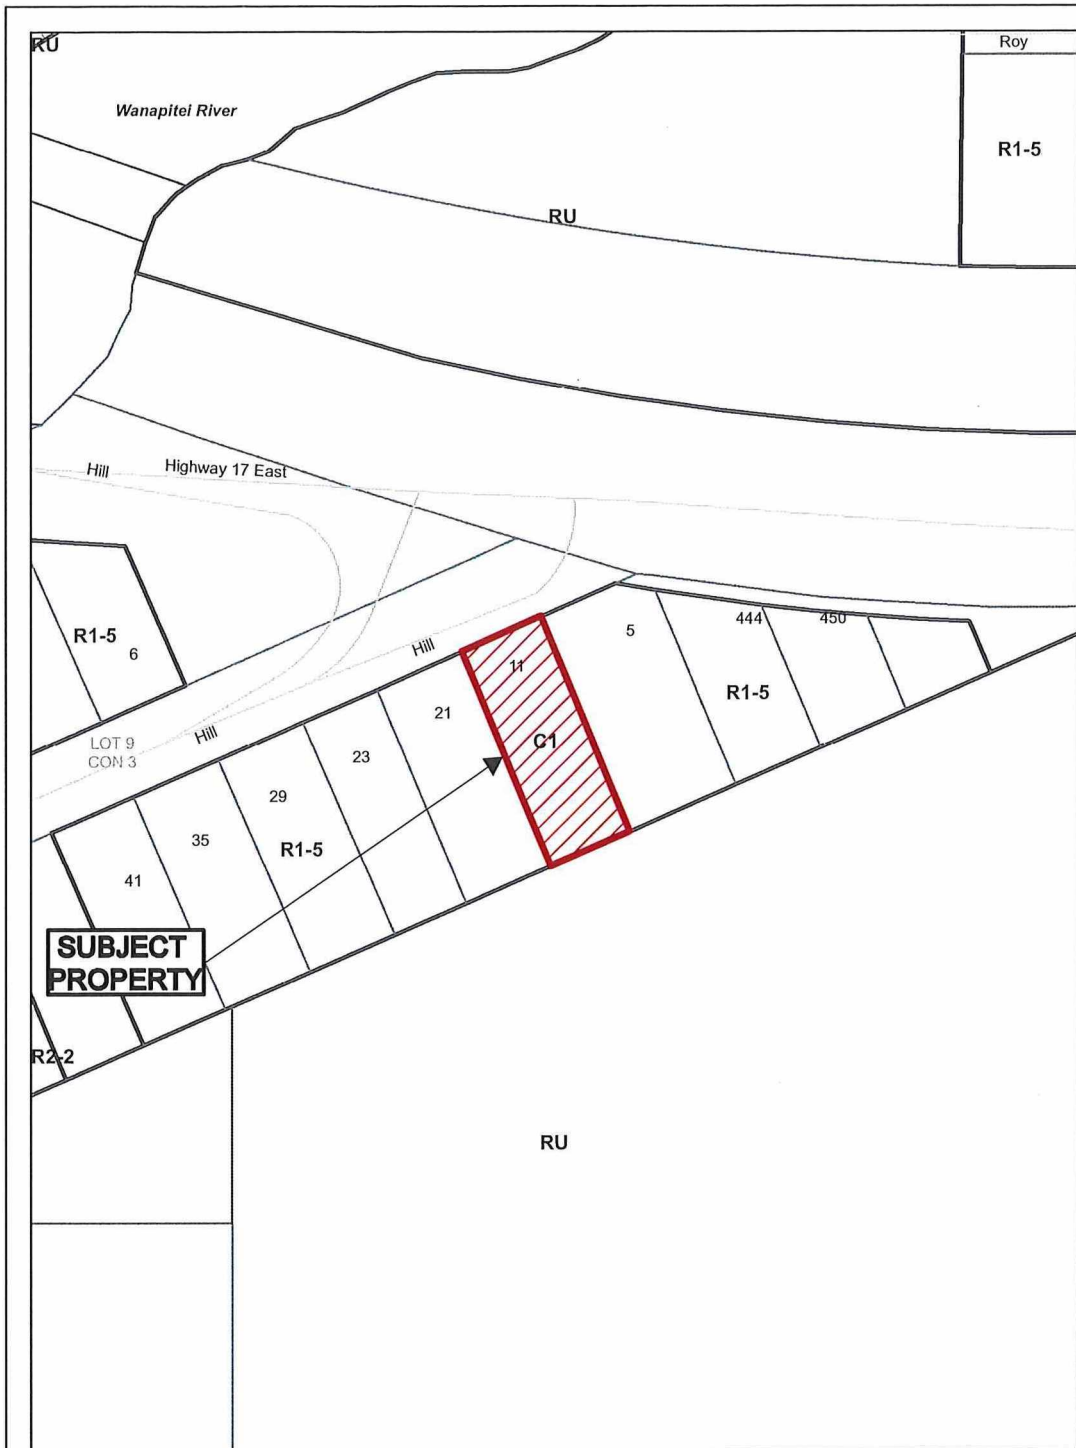 RU
Roy
Wanapitei River
R1-5
RU
Hill
Highway 17 East
R1-5
6
5
444
450
Hill
11
R1-5
21
C1
Hill
LOT 9
CON 3
23
29
R1-5
35
41
SUBJECT
PROPERTY
R2-2
RU